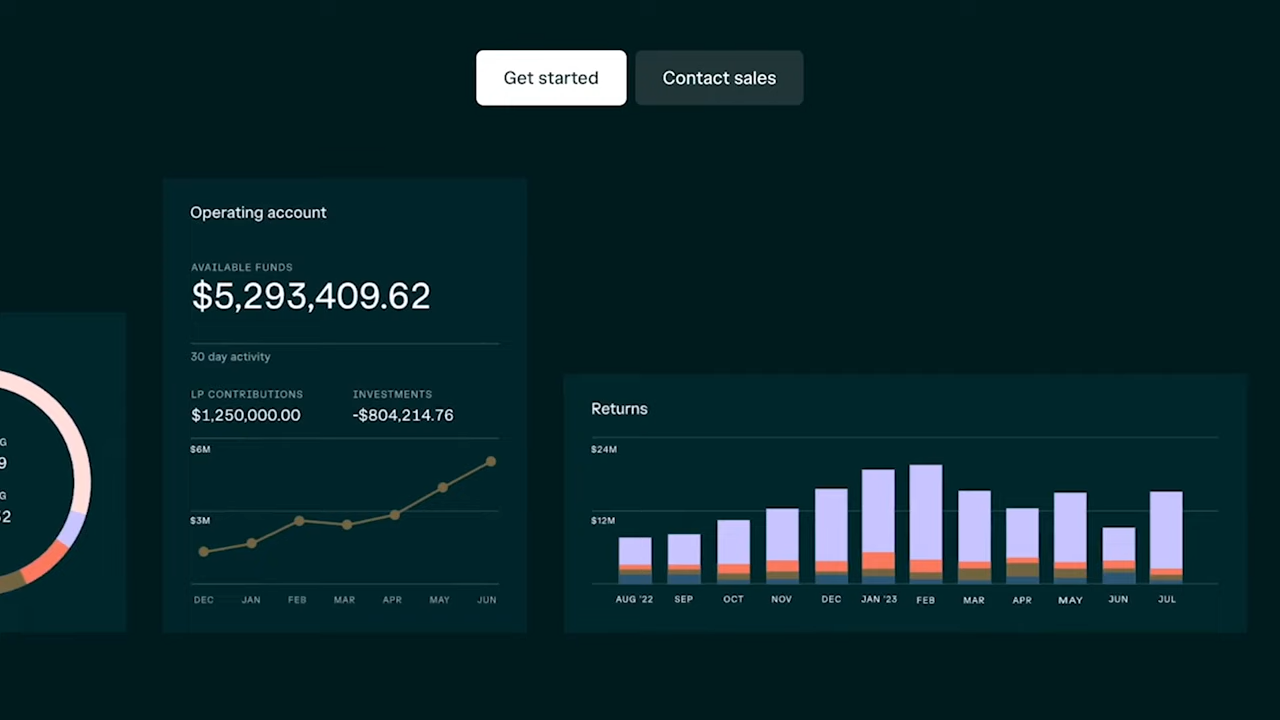 Get started
Contact sales
G
9
G
52
Operating account
AVAILABLE FUNDS
$5,293,409.62
30 day activity
LP CONTRIBUTIONS INVESTMENTS
$1,250,000.00 -$804,214.76
$6M
$3M
DEC JAN FEB MAR APR MAY JUN
Returns
$24M
$12M
AUG '22 SEP OCT NOV DEC JAN '23 FEB MAR APR MAY JUN JUL